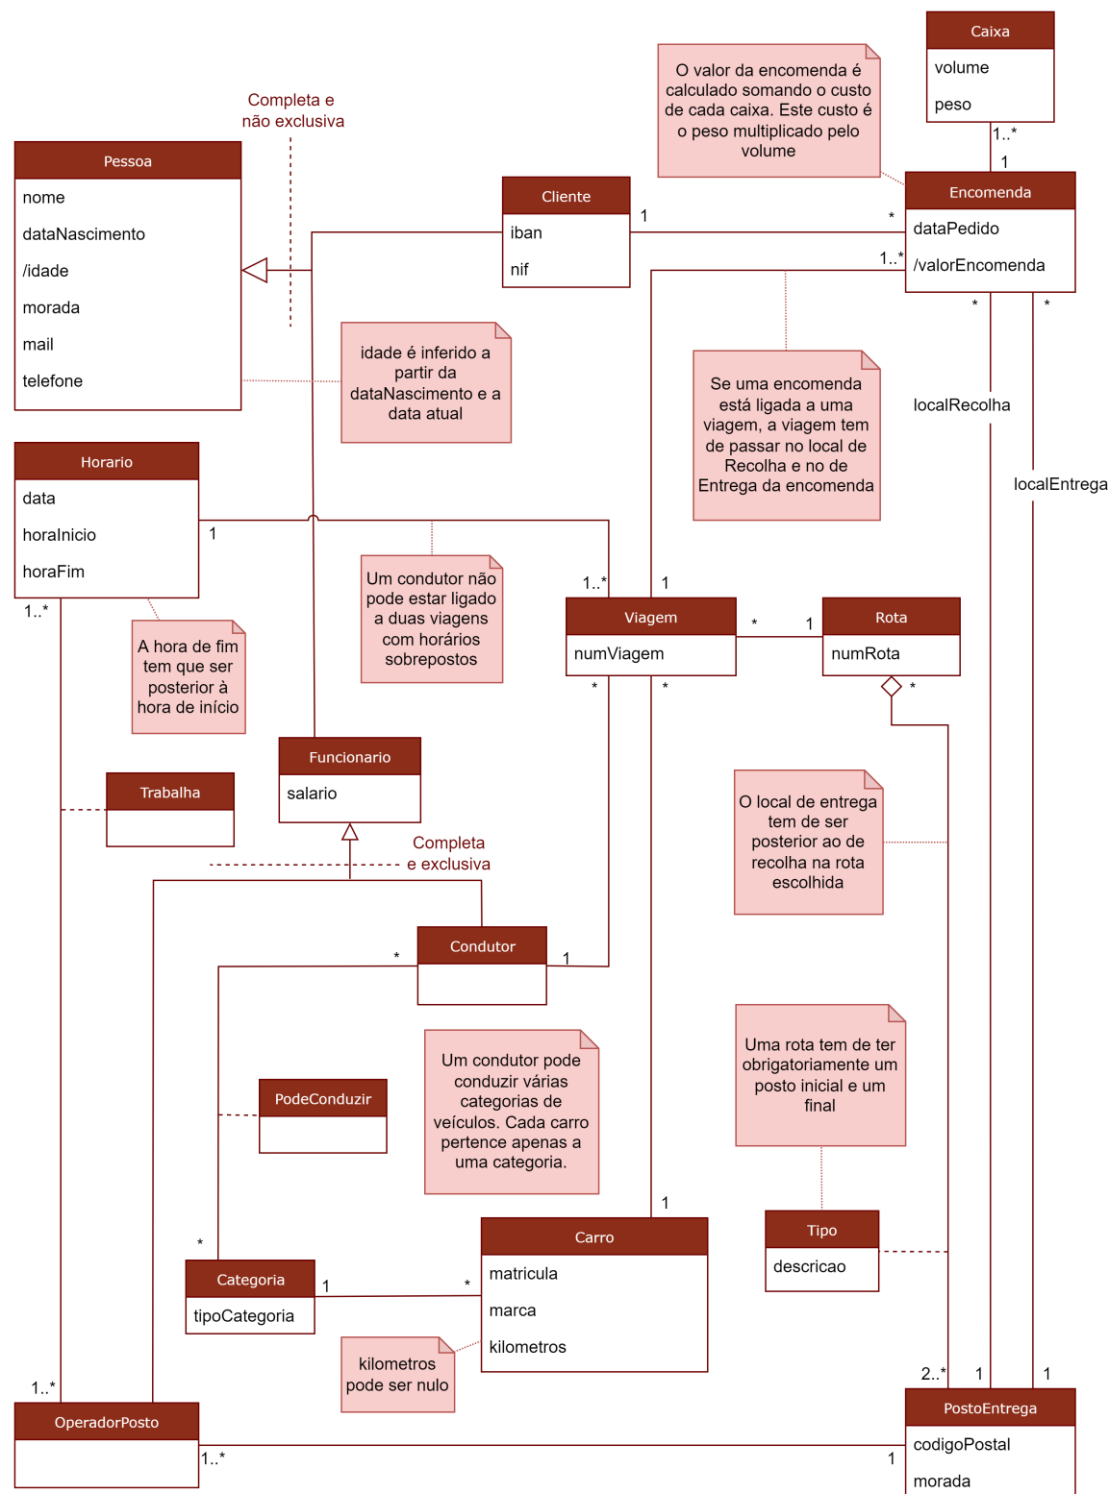 Caixa
volume
peso
1..*
1
O valor da encomenda é
calculado somando o custo
de cada caixa. Este custo é
o peso multiplicado pelo
volume
Completa e
não exclusiva
Pessoa
nome
dataNascimento
/idade
morada
mail
telefone
Cliente
iban
nif
1
*
Encomenda
dataPedido
/valorEncomenda
1..*
*
*
idade é inferido a
partir da
dataNascimento e a
data atual
Se uma encomenda
está ligada a uma
viagem, a viagem tem
de passar no local de
Recolha e no de
Entrega da encomenda
localRecolha
localEntrega
Horario
data
horaInicio
horaFim
1
1..*
Um condutor não
pode estar ligado
a duas viagens
com horários
sobrepostos
1..*
1
Viagem
numViagem
*
1
Rota
numRota
*
*
*
A hora de fim
tem que ser
posterior à
hora de início
Funcionario
salario
Trabalha
Completa
e exclusiva
O local de entrega
tem de ser
posterior ao de
recolha na rota
escolhida
Condutor
*
1
Um condutor pode
conduzir várias
categorias de
veículos. Cada carro
pertence apenas a
uma categoria.
Uma rota tem de ter
obrigatoriamente um
posto inicial e um
final
PodeConduzir
1
Tipo
descricao
*
Categoria
tipoCategoria
1
*
Carro
matricula
marca
kilometros
kilometros
pode ser nulo
1..*
2..*
1
1
OperadorPosto
1..*
1
PostoEntrega
codigoPostal
morada